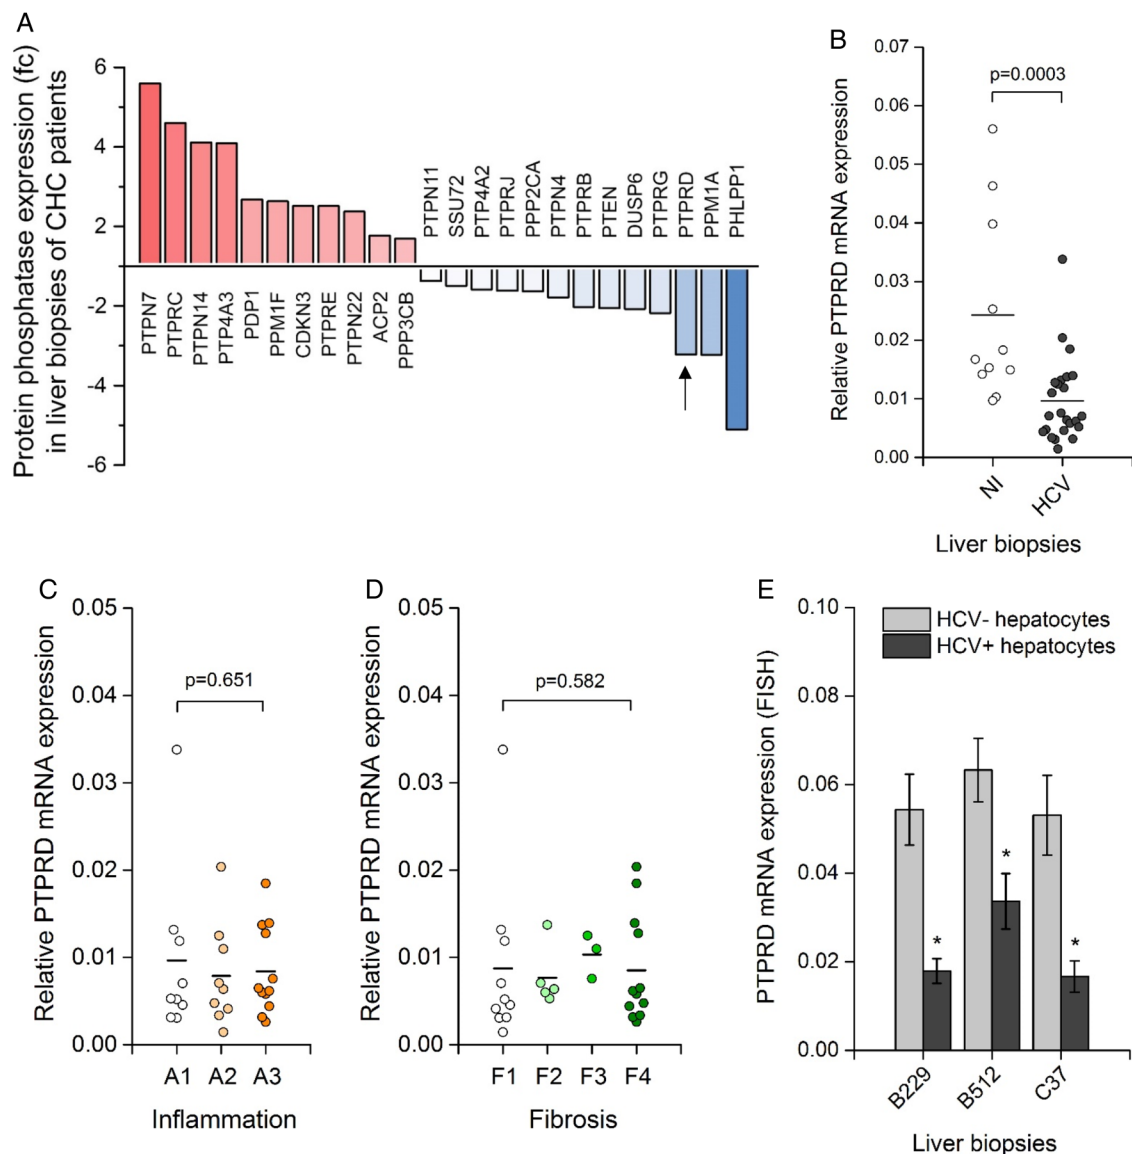 A
Protein phosphatase expression (fc)
in liver biopsies of CHC patients
6
4
2
-2
-4
-6
PTPN7
PTPRC
PTPN14
PTP4A3
PDP1
PPM1F
CDKN3
PTPRE
PTPN22
ACP2
PPP3CB
PTPN11
SSU72
PTP4A2
PTPRJ
PPP2CA
PTPN4
PTPRB
PTEN
DUSP6
PTPRG
PTPRD
PPM1A
PHLPP1
B
Relative PTPRD mRNA expression
0.07
0.06
0.05
0.04
0.03
0.02
0.01
0.00
p=0.0003
NI
HCV
Liver biopsies
C
Relative PTPRD mRNA expression
0.05
0.04
0.03
0.02
0.01
0.00
p=0.651
A1 A2 A3
Inflammation
D
Relative PTPRD mRNA expression
0.05
0.04
0.03
0.02
0.01
0.00
p=0.582
F1 F2 F3 F4
Fibrosis
E
PTPRD mRNA expression (FISH)
0.10
0.08
0.06
0.04
0.02
0.00
HCV- hepatocytes
HCV+ hepatocytes
*
*
*
B229
B512
C37
Liver biopsies